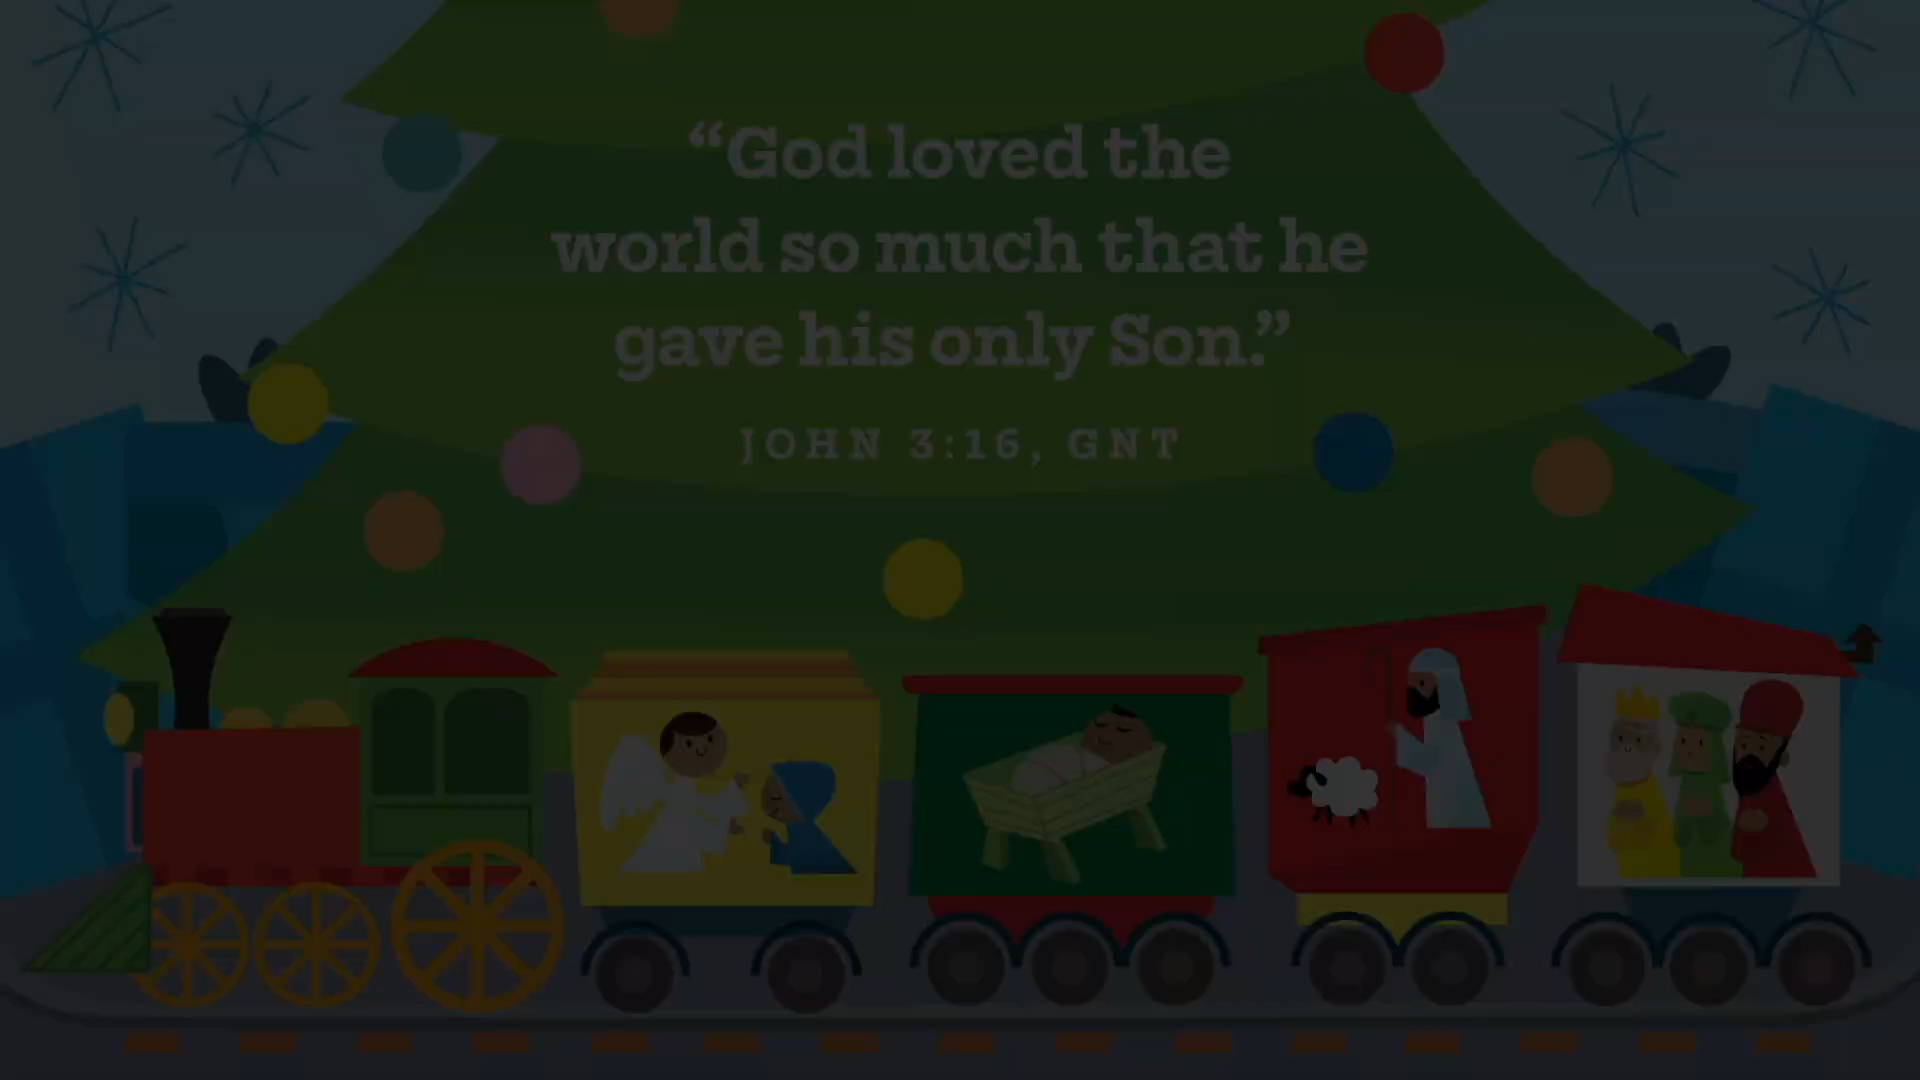 “God loved the
world so much that he
gave his only Son.”
JOHN 3:16, GNT